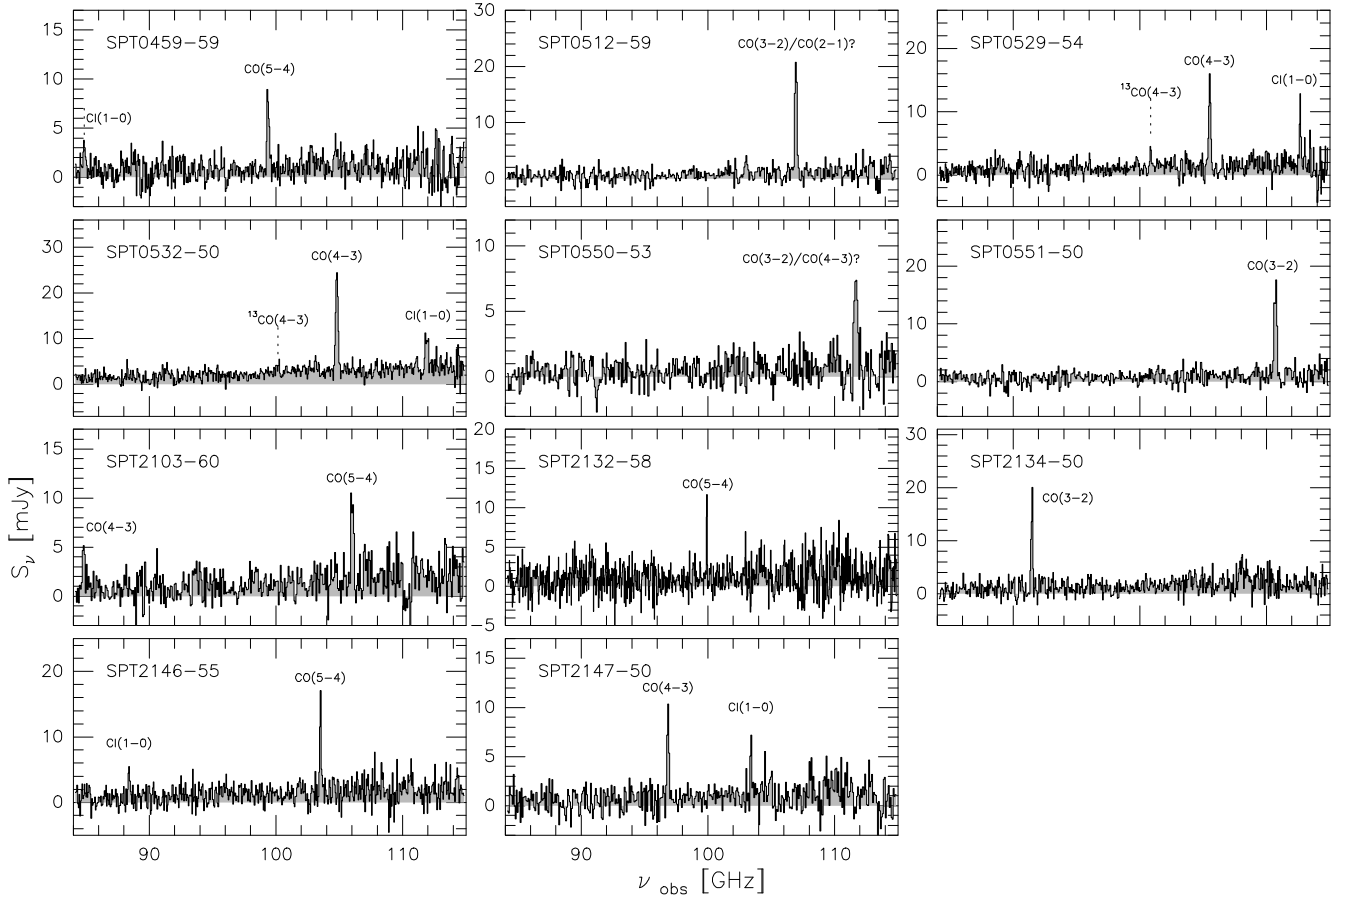 SPT0459−59
CO(5−4)
CI(1−0)
15
10
5
0
SPT0512−59
CO(3−2)/CO(2−1)?
30
20
10
0
SPT0529−54
CO(4−3)
CI(1−0)
¹³CO(4−3)
20
10
0
SPT0532−50
CO(4−3)
¹³CO(4−3)
CI(1−0)
30
20
10
0
SPT0550−53
CO(3−2)/CO(4−3)?
10
5
0
SPT0551−50
CO(3−2)
20
10
0
SPT2103−60
CO(5−4)
CO(4−3)
15
10
5
0
SPT2132−58
CO(5−4)
20
15
10
5
0
−5
SPT2134−50
CO(3−2)
30
20
10
0
SPT2146−55
CO(5−4)
CI(1−0)
20
10
0
90
100
110
SPT2147−50
CO(4−3)
CI(1−0)
15
10
5
0
90
100
110
Sν [mJy]
ν obs [GHz]